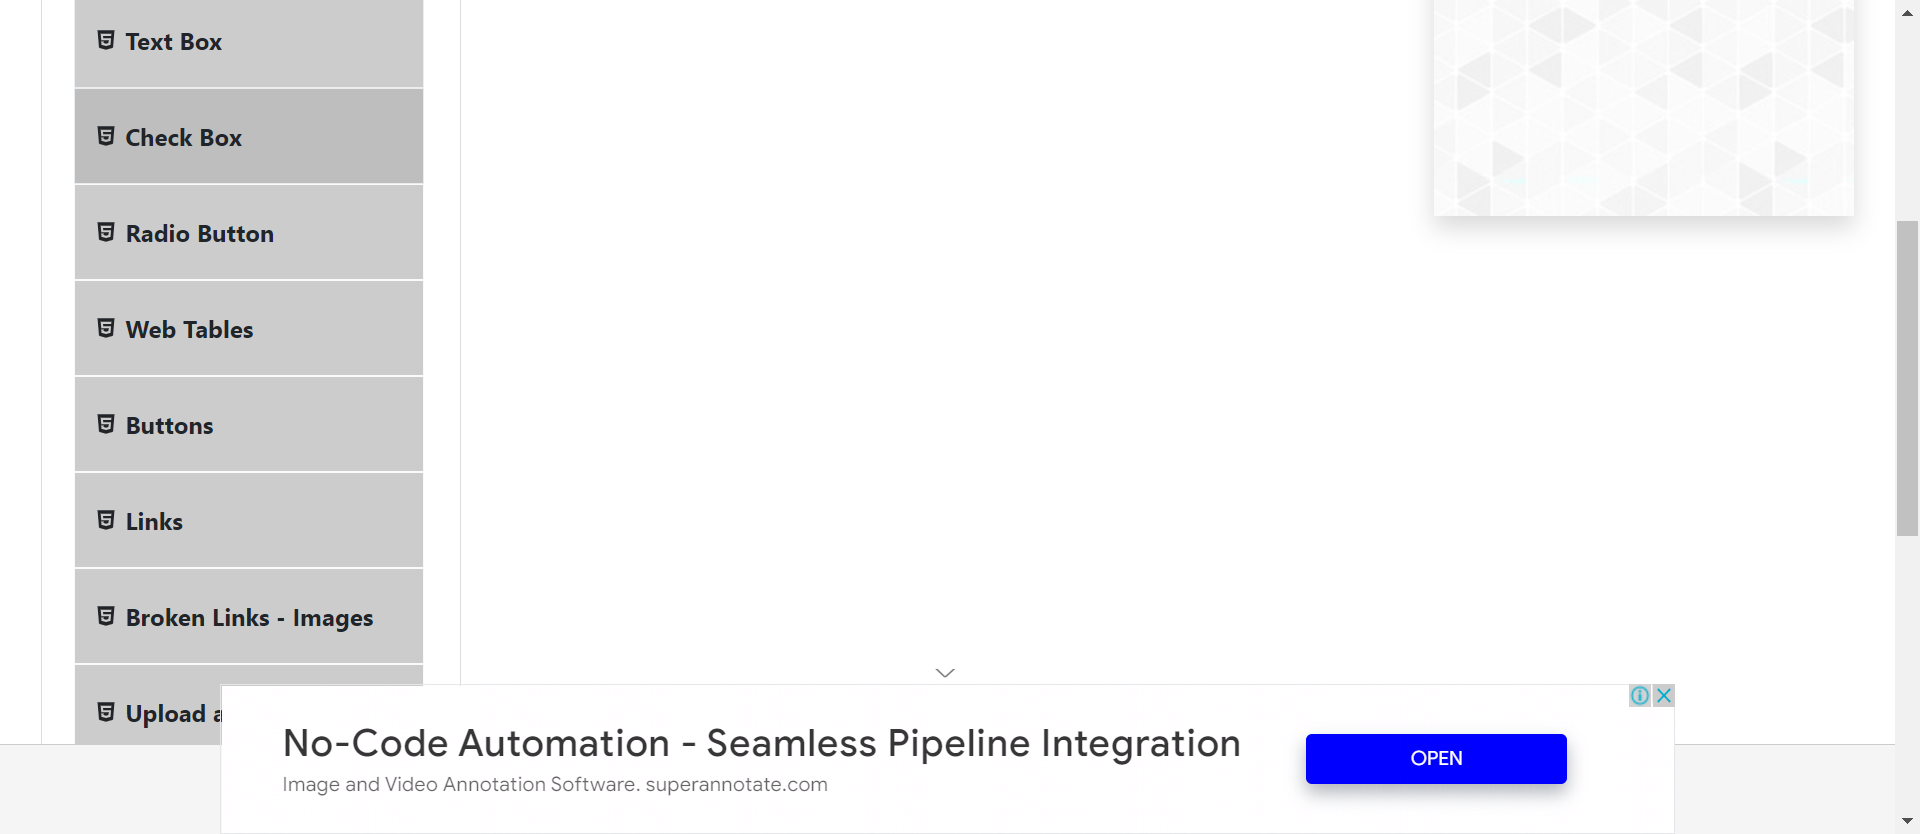 Text Box
Check Box
Radio Button
Web Tables
Buttons
Links
Broken Links - Images
Upload
No-Code Automation - Seamless Pipeline Integration
Image and Video Annotation Software. superannotate.com
OPEN